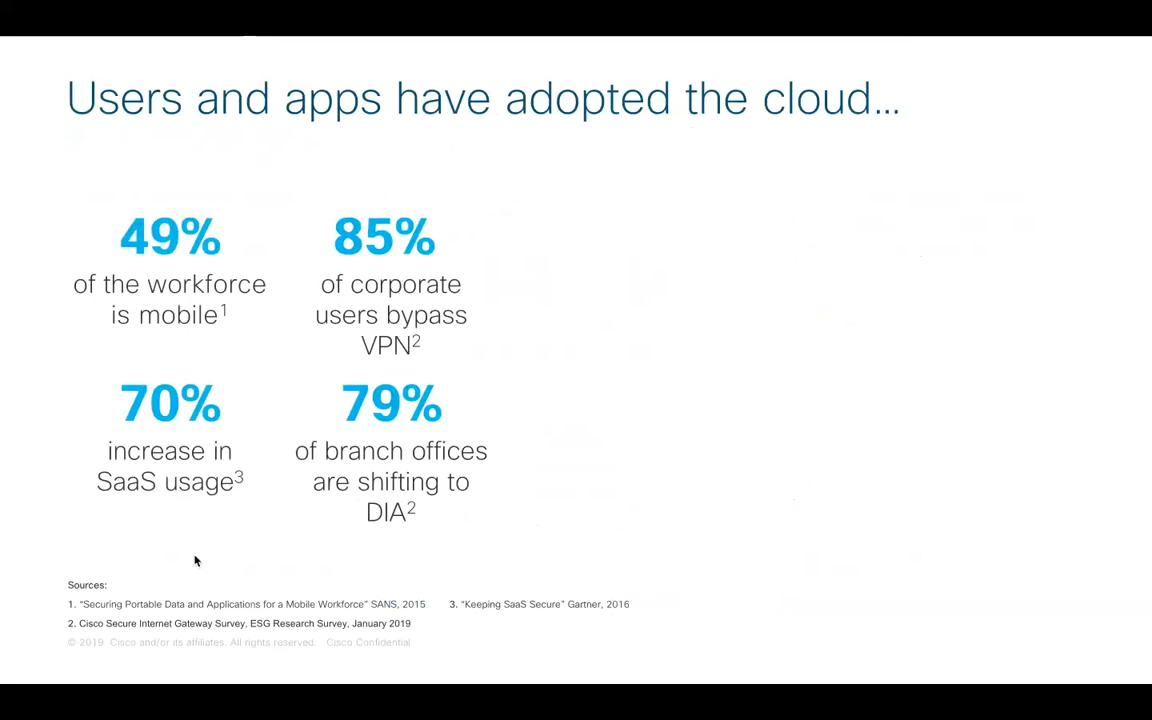 Users and apps have adopted the cloud...
49%
of the workforce
is mobile¹
85%
of corporate
users bypass
VPN²
70%
increase in
SaaS usage³
79%
of branch offices
are shifting to
DIA²
Sources:
1. “Securing Portable Data and Applications for a Mobile Workforce” SANS, 2015
3. “Keeping SaaS Secure” Gartner, 2016
2. Cisco Secure Internet Gateway Survey, ESG Research Survey, January 2019
© 2019 Cisco and/or its affiliates. All rights reserved. Cisco Confidential